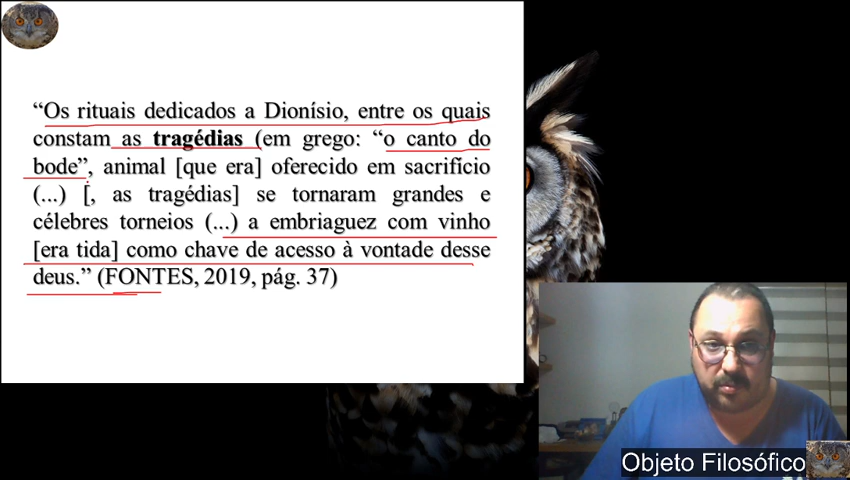 “Os rituais dedicados a Dionísio, entre os quais
constam as tragédias (em grego: “o canto do
bode”, animal [que era] oferecido em sacrifício
(...) [, as tragédias] se tornaram grandes e
célebres torneios (...) a embriaguez com vinho
[era tida] como chave de acesso à vontade desse
deus.” (FONTES, 2019, pág. 37)
Objeto Filosófico